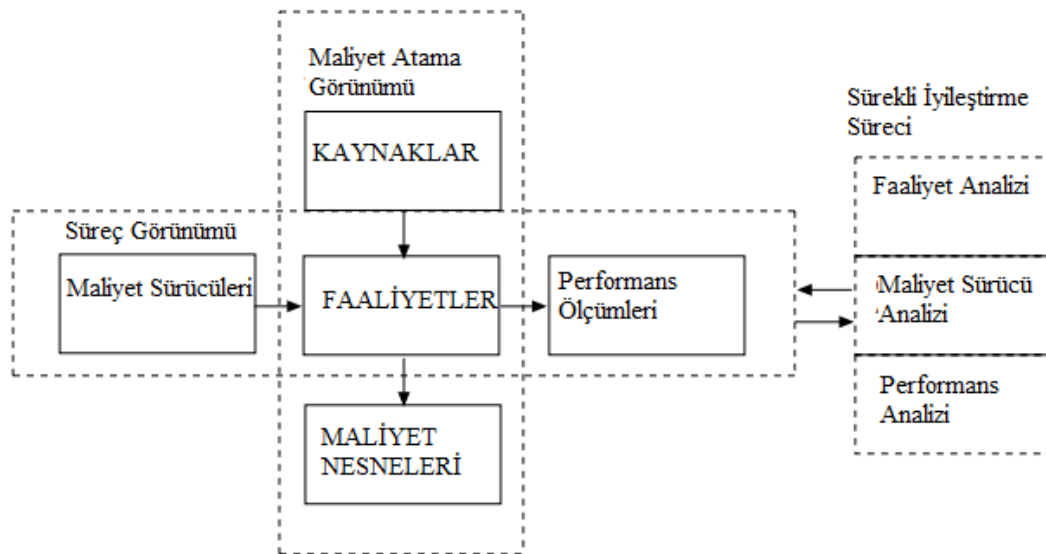 Maliyet Atama
Görünümü
KAYNAKLAR
Sürekli İyileştirme
Süreci
Faaliyet Analizi
Süreç Görünümü
Maliyet Sürücüleri
FAALİYETLER
Performans
Ölçümleri
Maliyet Sürücü
Analizi
Performans
Analizi
MALİYET
NESNELERİ